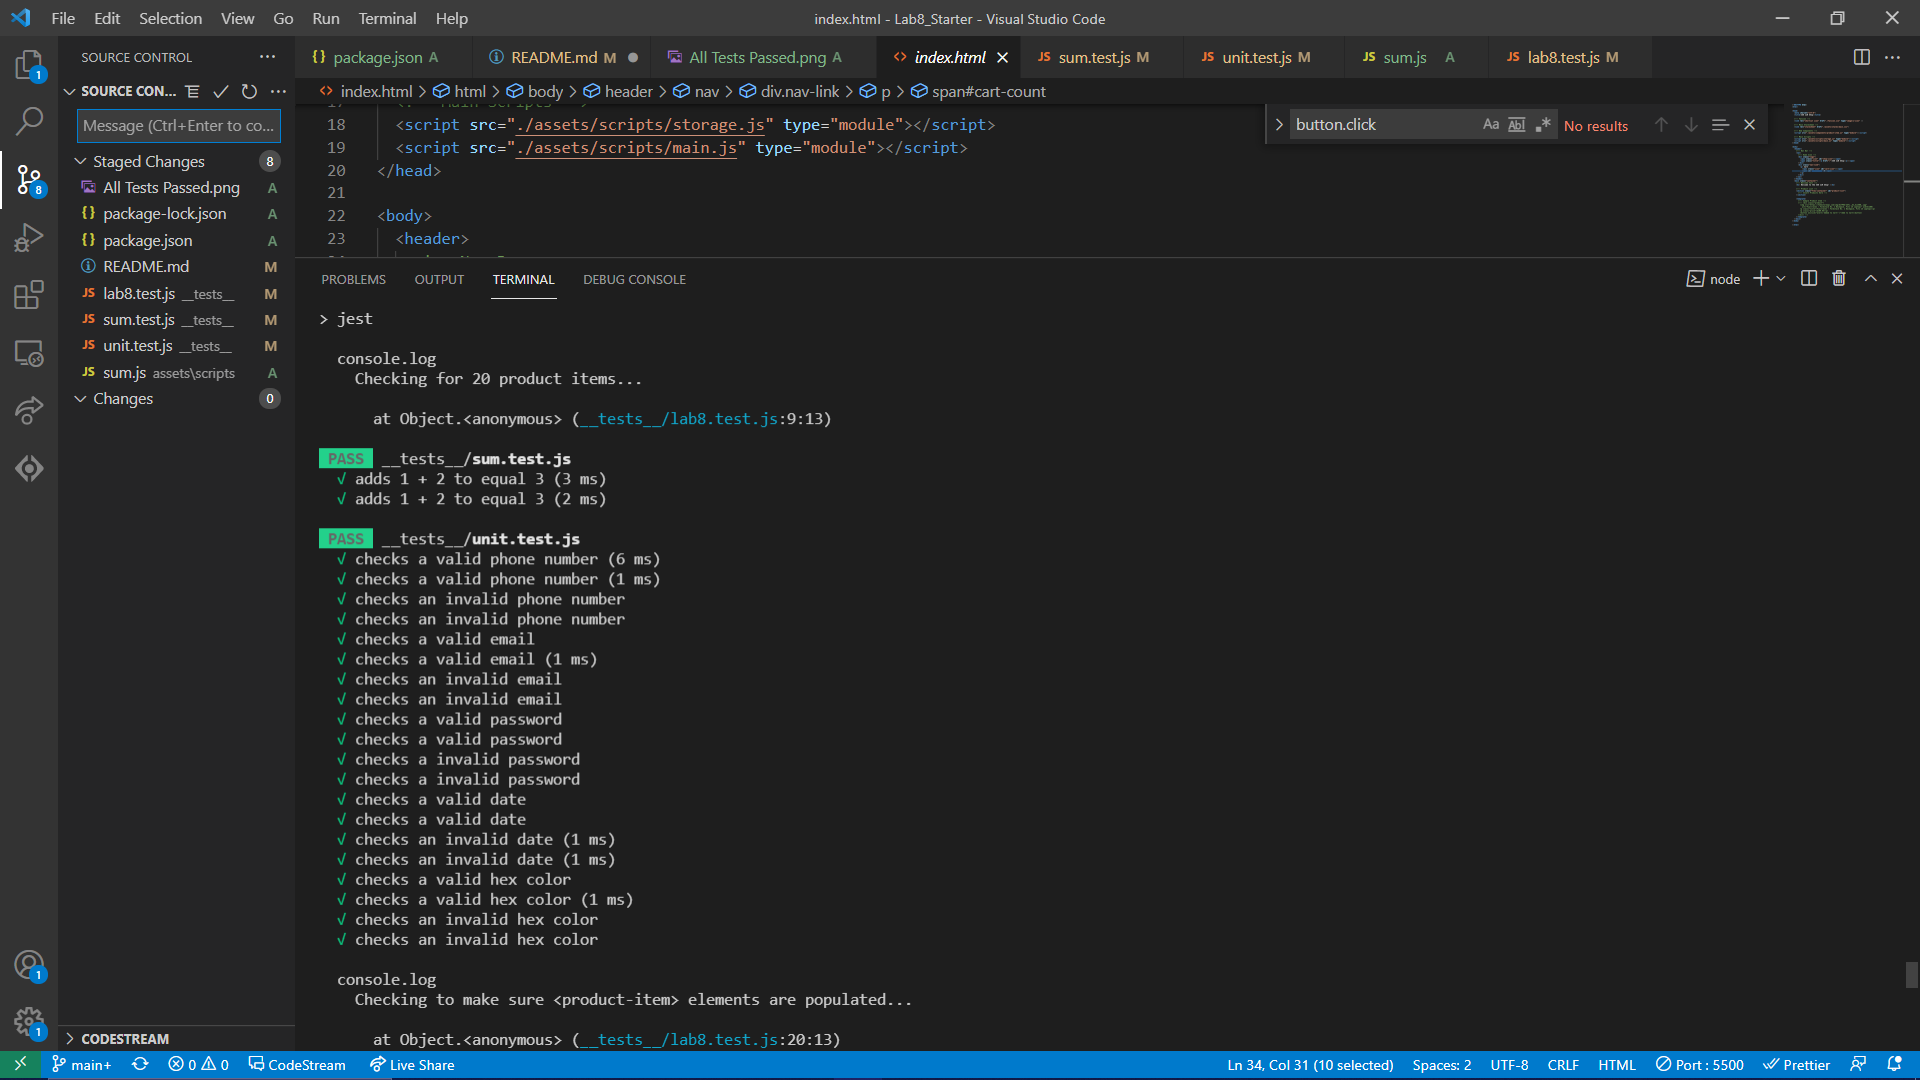 File Edit Selection View Go Run Terminal Help
index.html - Lab8_Starter - Visual Studio Code
SOURCE CONTROL
package.json A
README.md M
All Tests Passed.png A
index.html
sum.test.js M
unit.test.js M
sum.js A
lab8.test.js M
SOURCE CON...
index.html > html > body > header > nav > div.nav-link > p > span#cart-count
Message (Ctrl+Enter to co...
18 <script src="./assets/scripts/storage.js" type="module"></script>
19 <script src="./assets/scripts/main.js" type="module"></script>
20 </head>
21
22 <body>
23 <header>
button.click
Aa Abl .* No results
Staged Changes 8
All Tests Passed.png A
package-lock.json A
package.json A
README.md M
lab8.test.js __tests__ M
sum.test.js __tests__ M
unit.test.js __tests__ M
sum.js assets\scripts A
Changes 0
PROBLEMS OUTPUT TERMINAL DEBUG CONSOLE
node
> jest
console.log
Checking for 20 product items...
at Object.<anonymous> (__tests__/lab8.test.js:9:13)
PASS __tests__/sum.test.js
√ adds 1 + 2 to equal 3 (3 ms)
√ adds 1 + 2 to equal 3 (2 ms)
PASS __tests__/unit.test.js
√ checks a valid phone number (6 ms)
√ checks a valid phone number (1 ms)
√ checks an invalid phone number
√ checks an invalid phone number
√ checks a valid email
√ checks a valid email (1 ms)
√ checks an invalid email
√ checks an invalid email
√ checks a valid password
√ checks a valid password
√ checks a invalid password
√ checks a invalid password
√ checks a valid date
√ checks a valid date
√ checks an invalid date (1 ms)
√ checks an invalid date (1 ms)
√ checks a valid hex color
√ checks a valid hex color (1 ms)
√ checks an invalid hex color
√ checks an invalid hex color
console.log
Checking to make sure <product-item> elements are populated...
at Object.<anonymous> (__tests__/lab8.test.js:20:13)
1
8
1
1
CODESTREAM
main+ 0 0 CodeStream Live Share
Ln 34, Col 31 (10 selected) Spaces: 2 UTF-8 CRLF HTML Port : 5500 Prettier